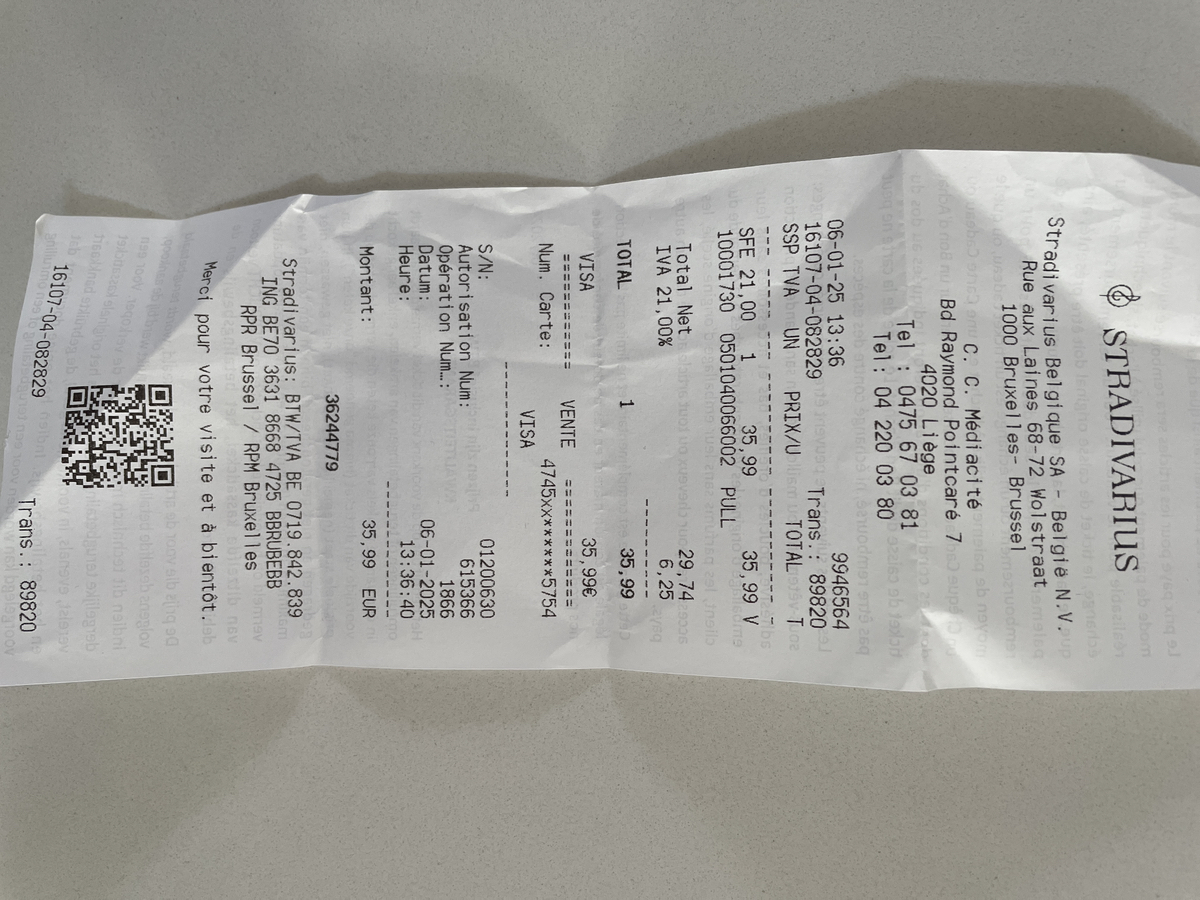 STRADIVARIUS
Stradivarius Belgique SA - België N.V.
Rue aux Laines 68-72 Wolstraat
1000 Bruxelles- Brussel
C. C. Médiacité
Bd Raymond Pointcaré 7
4020 Liège
Tel : 0475 67 03 81
Tel : 04 220 03 80
06-01-25 13:36 9946564
16107-04-082829 Trans.: 89820
SSP TVA UN PRIX/U TOTAL T
--- ----- -------- --------- -
SFE 21,00 1 35,99 35,99 V
10001730 0501040066002 PULL
Total Net 29,74
IVA 21,00% 6,25
----------
TOTAL 1 35,99
VISA 35,99€
=========== VENTE ============
Num. Carte: 4745xx******5754
VISA
--------------
S/N: 01200630
Autorisation Num: 615366
Opération Num..: 1866
Datum: 06-01-2025
Heure: 13:36:40
--------------
Montant: 35,99 EUR
36244779
Stradivarius: BTW/TVA BE 0719.842.839
ING BE70 3631 8668 4725 BBRUBEBB
RPR Brussel / RPM Bruxelles
Merci pour votre visite et à bientôt.
16107-04-082829 Trans.: 89820